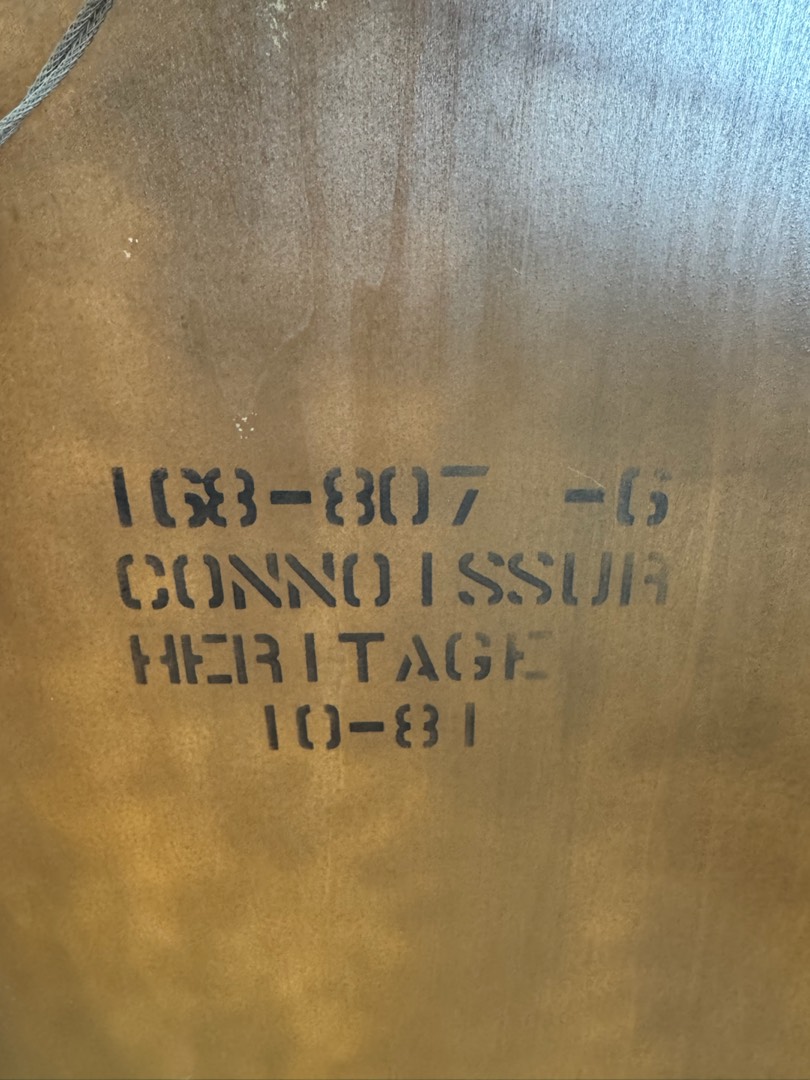 168-807 -6
CONNOISSUR
HERITAGE
10-81